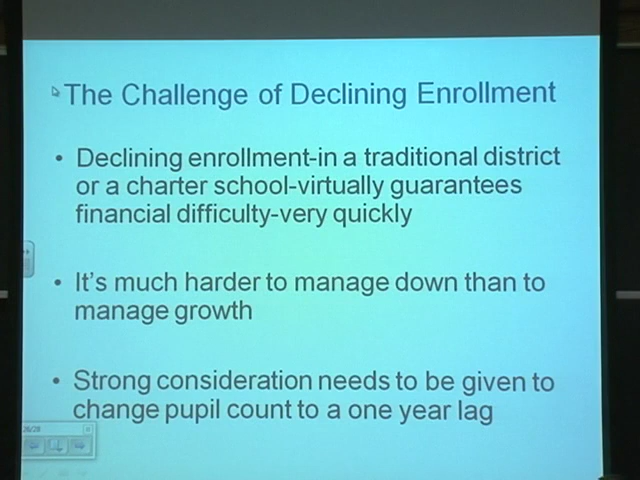 The Challenge of Declining Enrollment
• Declining enrollment-in a traditional district
or a charter school-virtually guarantees
financial difficulty-very quickly
• It's much harder to manage down than to
manage growth
• Strong consideration needs to be given to
change pupil count to a one year lag